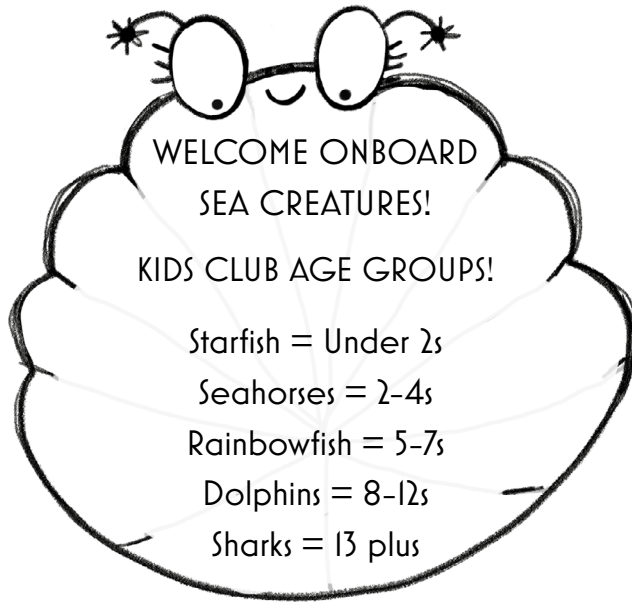 WELCOME ONBOARD
SEA CREATURES!
KIDS CLUB AGE GROUPS!
Starfish = Under 2s
Seahorses = 2-4s
Rainbowfish = 5-7s
Dolphins = 8-12s
Sharks = 13 plus